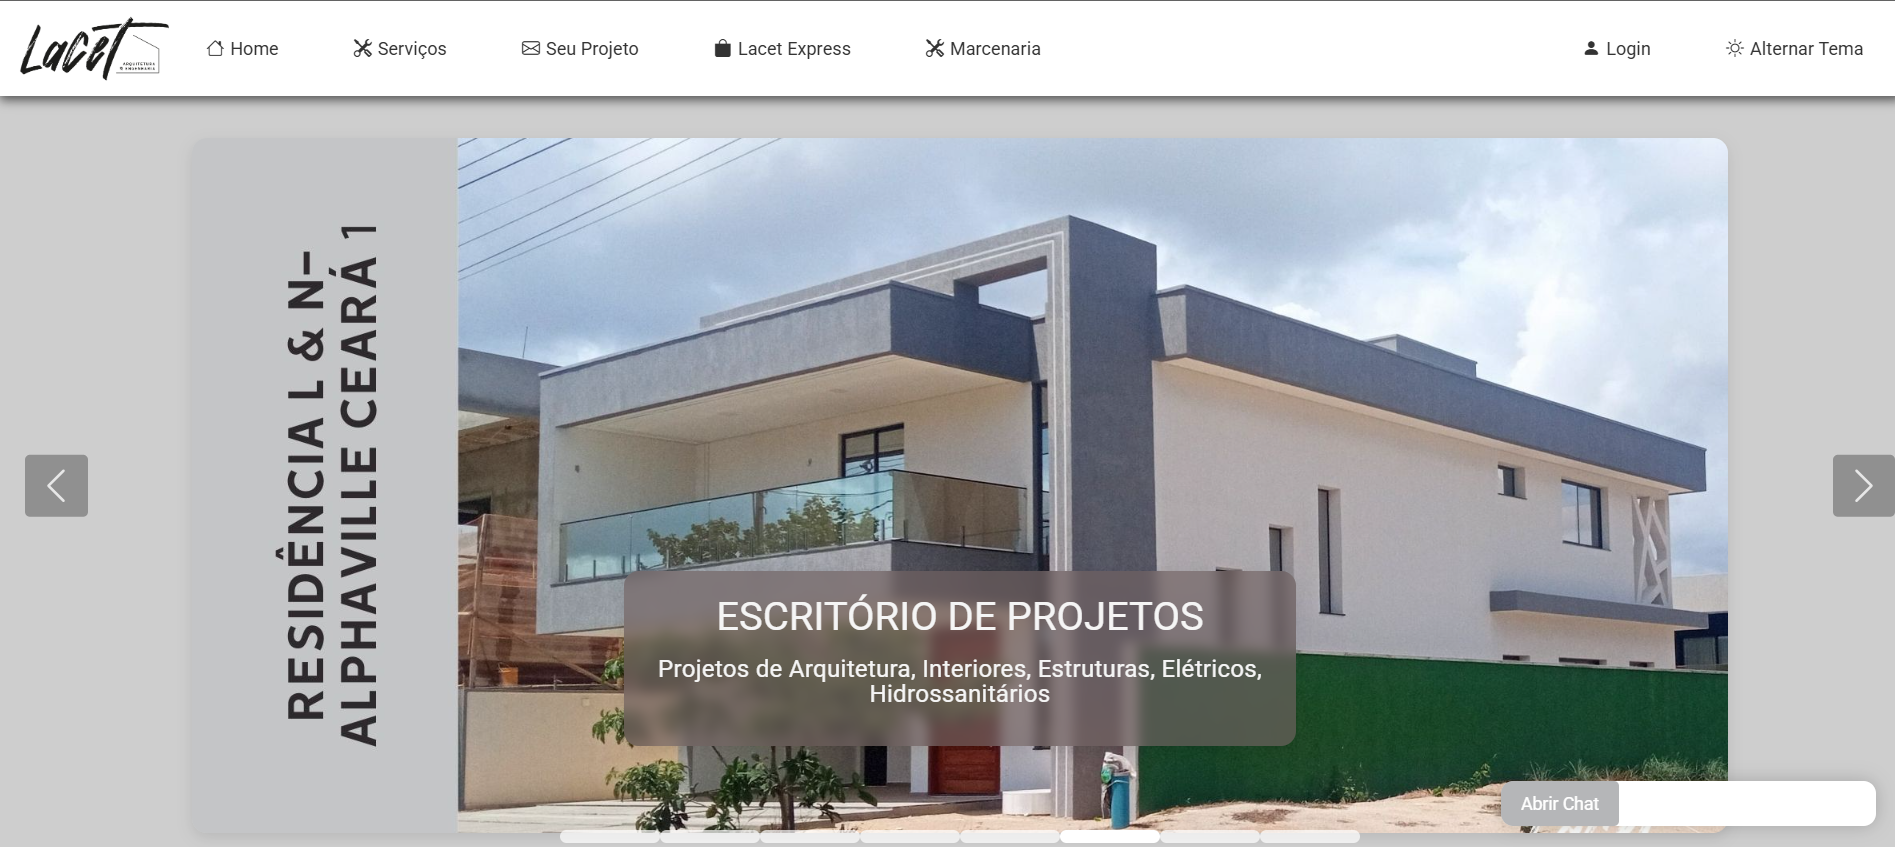 Lacet
ARQUITETURA
& ENGENHARIA
Home
Serviços
Seu Projeto
Lacet Express
Marcenaria
Login
Alternar Tema
RESIDÊNCIA L & N–
ALPHAVILLE CEARÁ 1
ESCRITÓRIO DE PROJETOS
Projetos de Arquitetura, Interiores, Estruturas, Elétricos,
Hidrossanitários
Abrir Chat